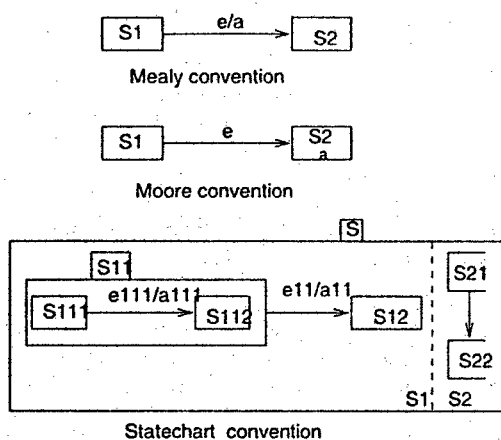 e/a
S1 S2
Mealy convention
e
S1 S2
a
Moore convention
S
S11 S21
e111/a111 e11/a11
S111 S112 S12
S22
S1 S2
Statechart convention